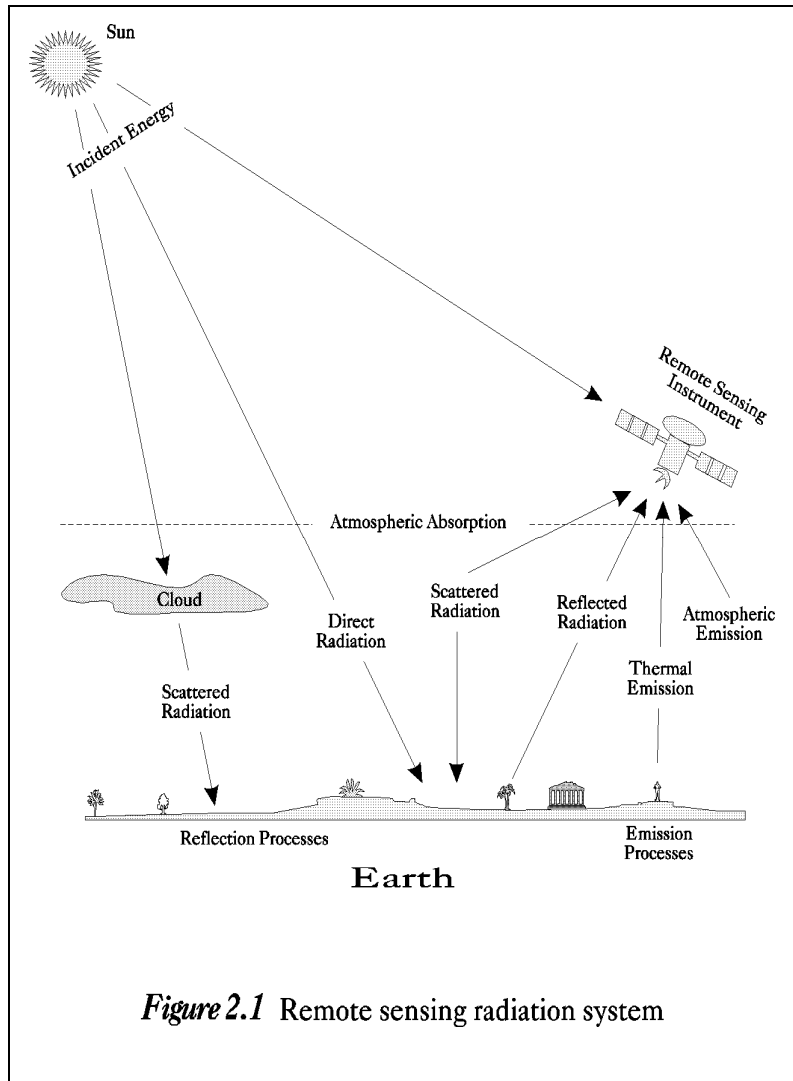 Sun
Incident Energy
Remote Sensing
Instrument
Atmospheric Absorption
Cloud
Scattered
Radiation
Direct
Radiation
Scattered
Radiation
Reflected
Radiation
Atmospheric
Emission
Thermal
Emission
Reflection Processes
Emission
Processes
Earth
Figure 2.1 Remote sensing radiation system